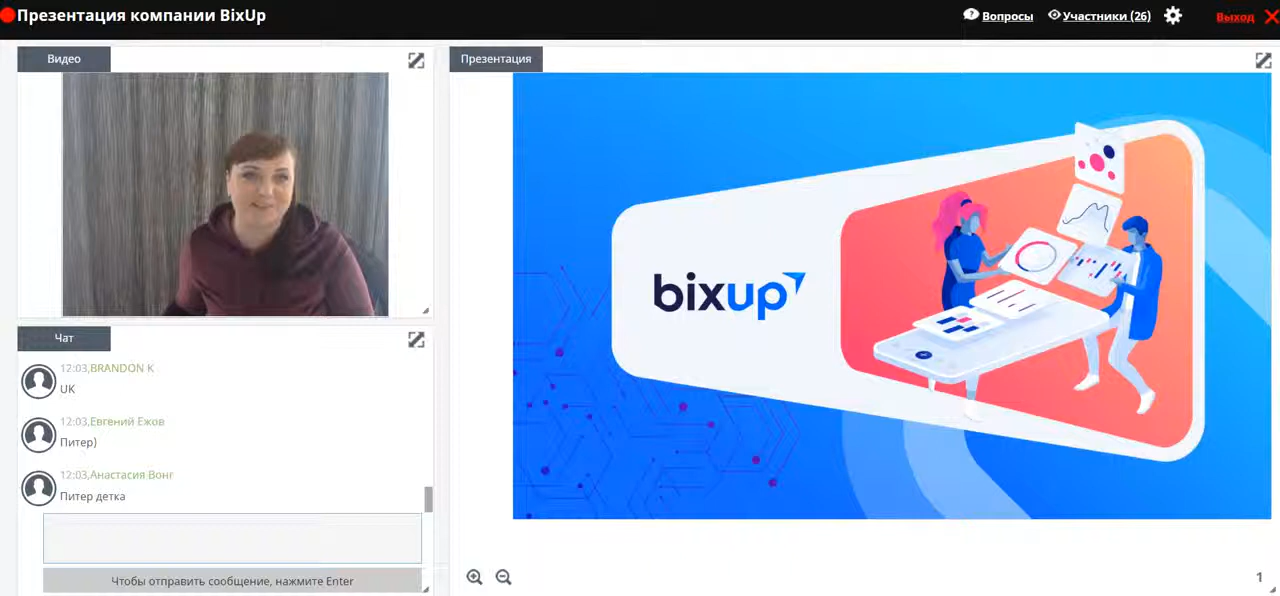 Презентация компании BixUp
Вопросы
Участники (26)
Выход
Видео
Презентация
bixup
Чат
12:03,BRANDON K
UK
12:03,Евгений Ежов
Питер)
12:03,Анастасия Вонг
Питер детка
Чтобы отправить сообщение, нажмите Enter
1